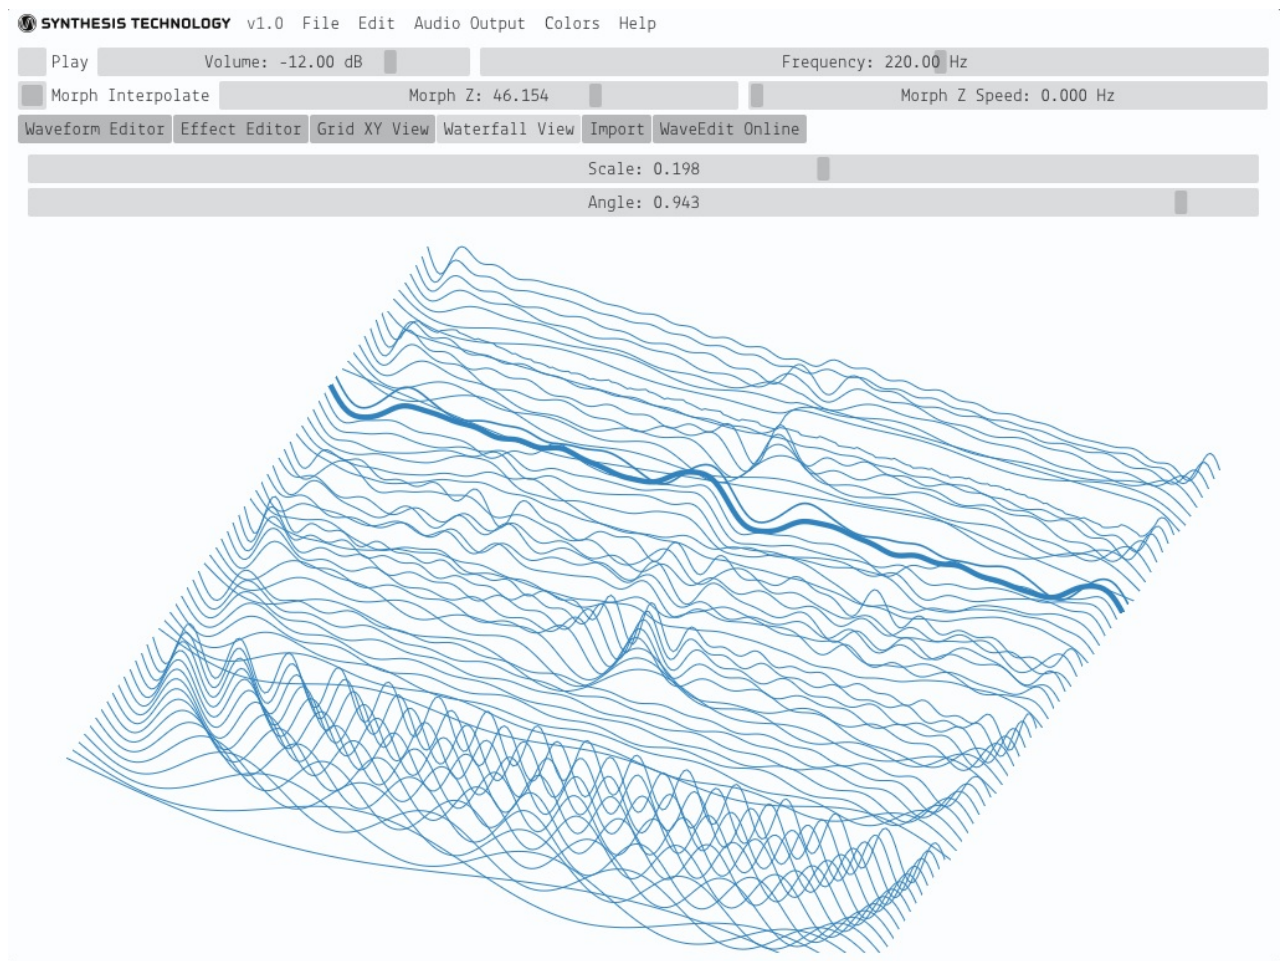 SYNTHESIS TECHNOLOGY v1.0 File Edit Audio Output Colors Help
Play Volume: -12.00 dB Frequency: 220.00 Hz
Morph Interpolate Morph Z: 46.154 Morph Z Speed: 0.000 Hz
Waveform Editor Effect Editor Grid XY View Waterfall View Import WaveEdit Online
Scale: 0.198
Angle: 0.943